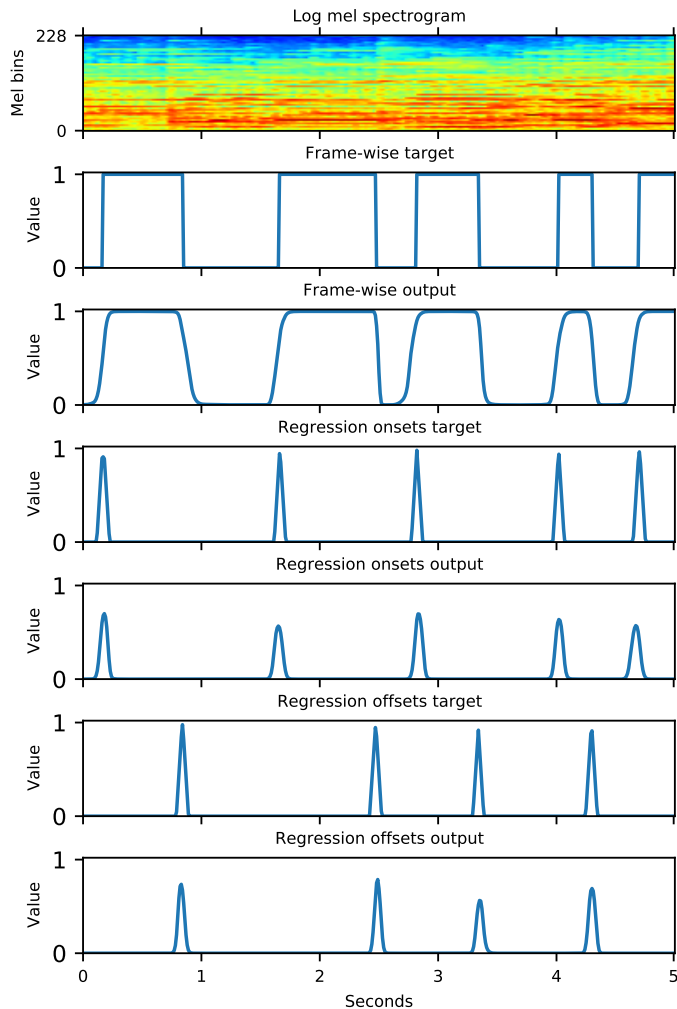 Log mel spectrogram
228
Mel bins
0
Frame-wise target
1
Value
0
Frame-wise output
1
Value
0
Regression onsets target
1
Value
0
Regression onsets output
1
Value
0
Regression offsets target
1
Value
0
Regression offsets output
1
Value
0
0 1 2 3 4 5
Seconds